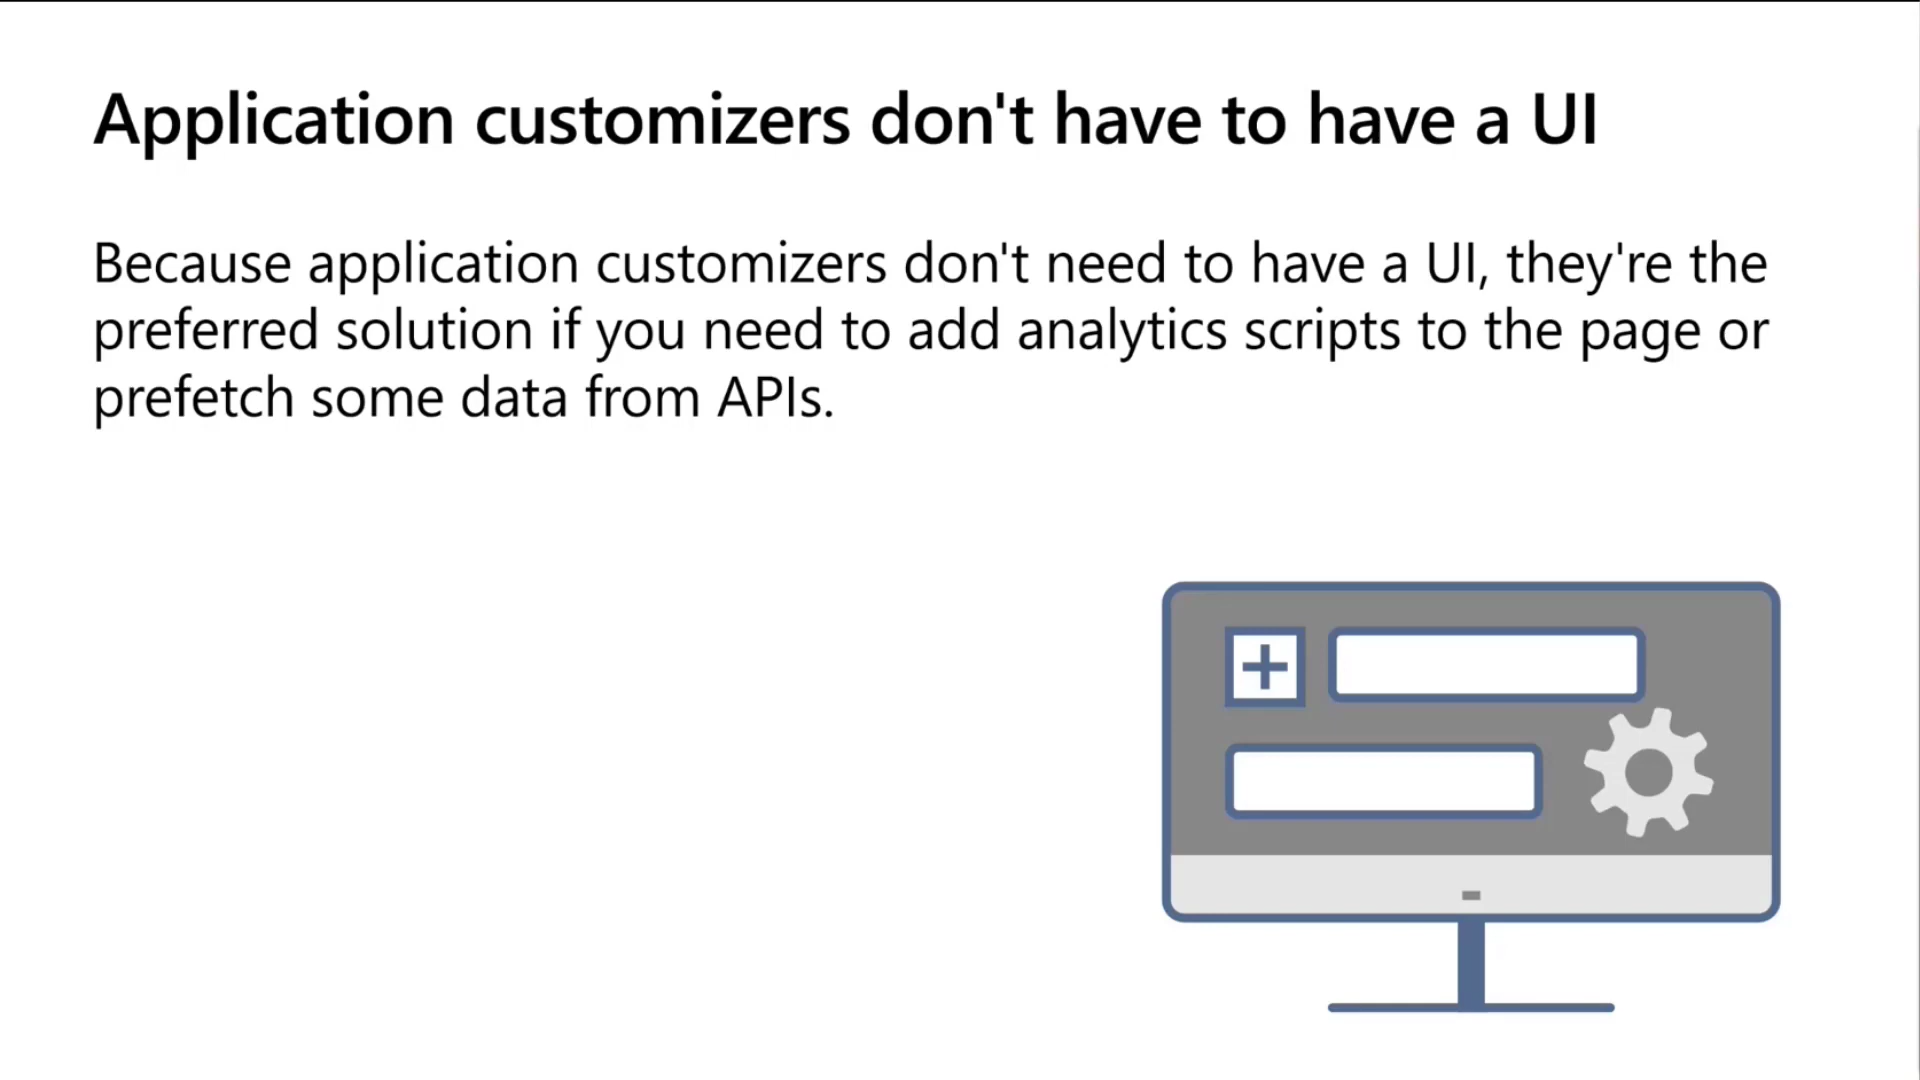 Application customizers don't have to have a UI
Because application customizers don't need to have a UI, they're the
preferred solution if you need to add analytics scripts to the page or
prefetch some data from APIs.